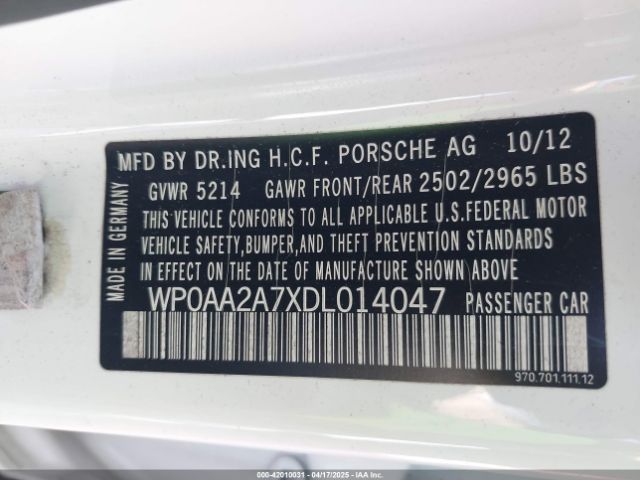 MFD BY DR.ING H.C.F. PORSCHE AG 10/12
GVWR 5214 GAWR FRONT/REAR 2502/2965 LBS
THIS VEHICLE CONFORMS TO ALL APPLICABLE U.S.FEDERAL MOTOR
VEHICLE SAFETY,BUMPER,AND THEFT PREVENTION STANDARDS
IN EFFECT ON THE DATE OF MANUFACTURE SHOWN ABOVE
WP0AA2A7XDL014047 PASSENGER CAR
MADE IN GERMANY
970.701.111.12
000-42010031 - 04/17/2025 - IAAI.COM